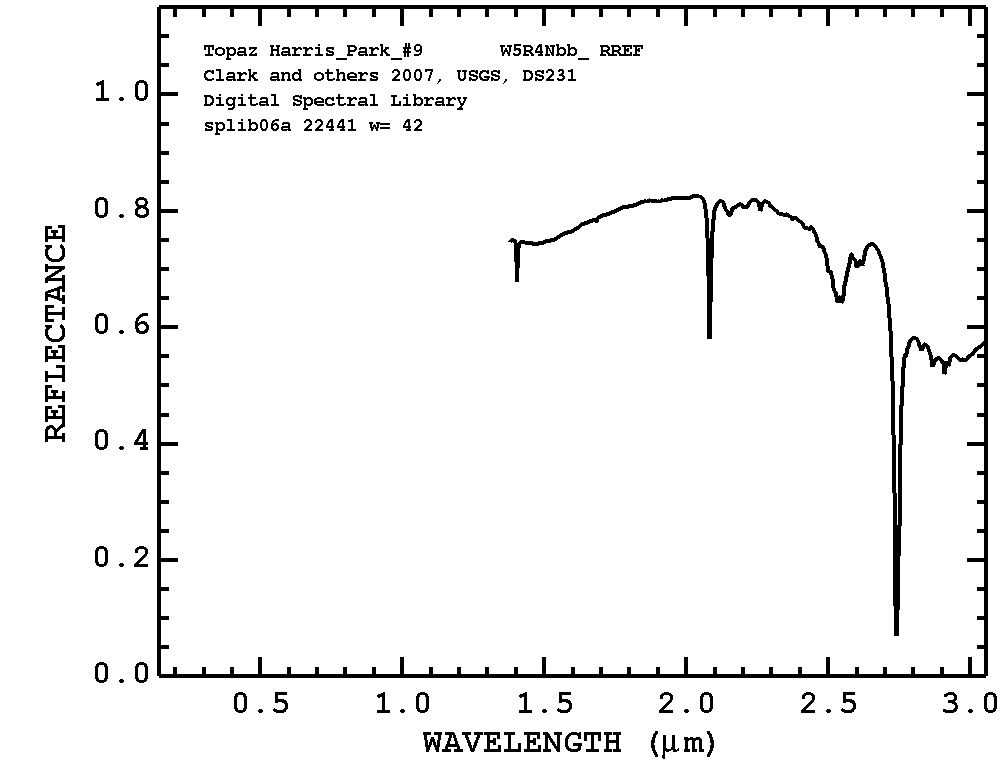 Topaz Harris_Park_#9 W5R4Nbb_ RREF
Clark and others 2007, USGS, DS231
Digital Spectral Library
splib06a 22441 w= 42
REFLECTANCE
1.0
0.8
0.6
0.4
0.2
0.0
0.5 1.0 1.5 2.0 2.5 3.0
WAVELENGTH (μm)